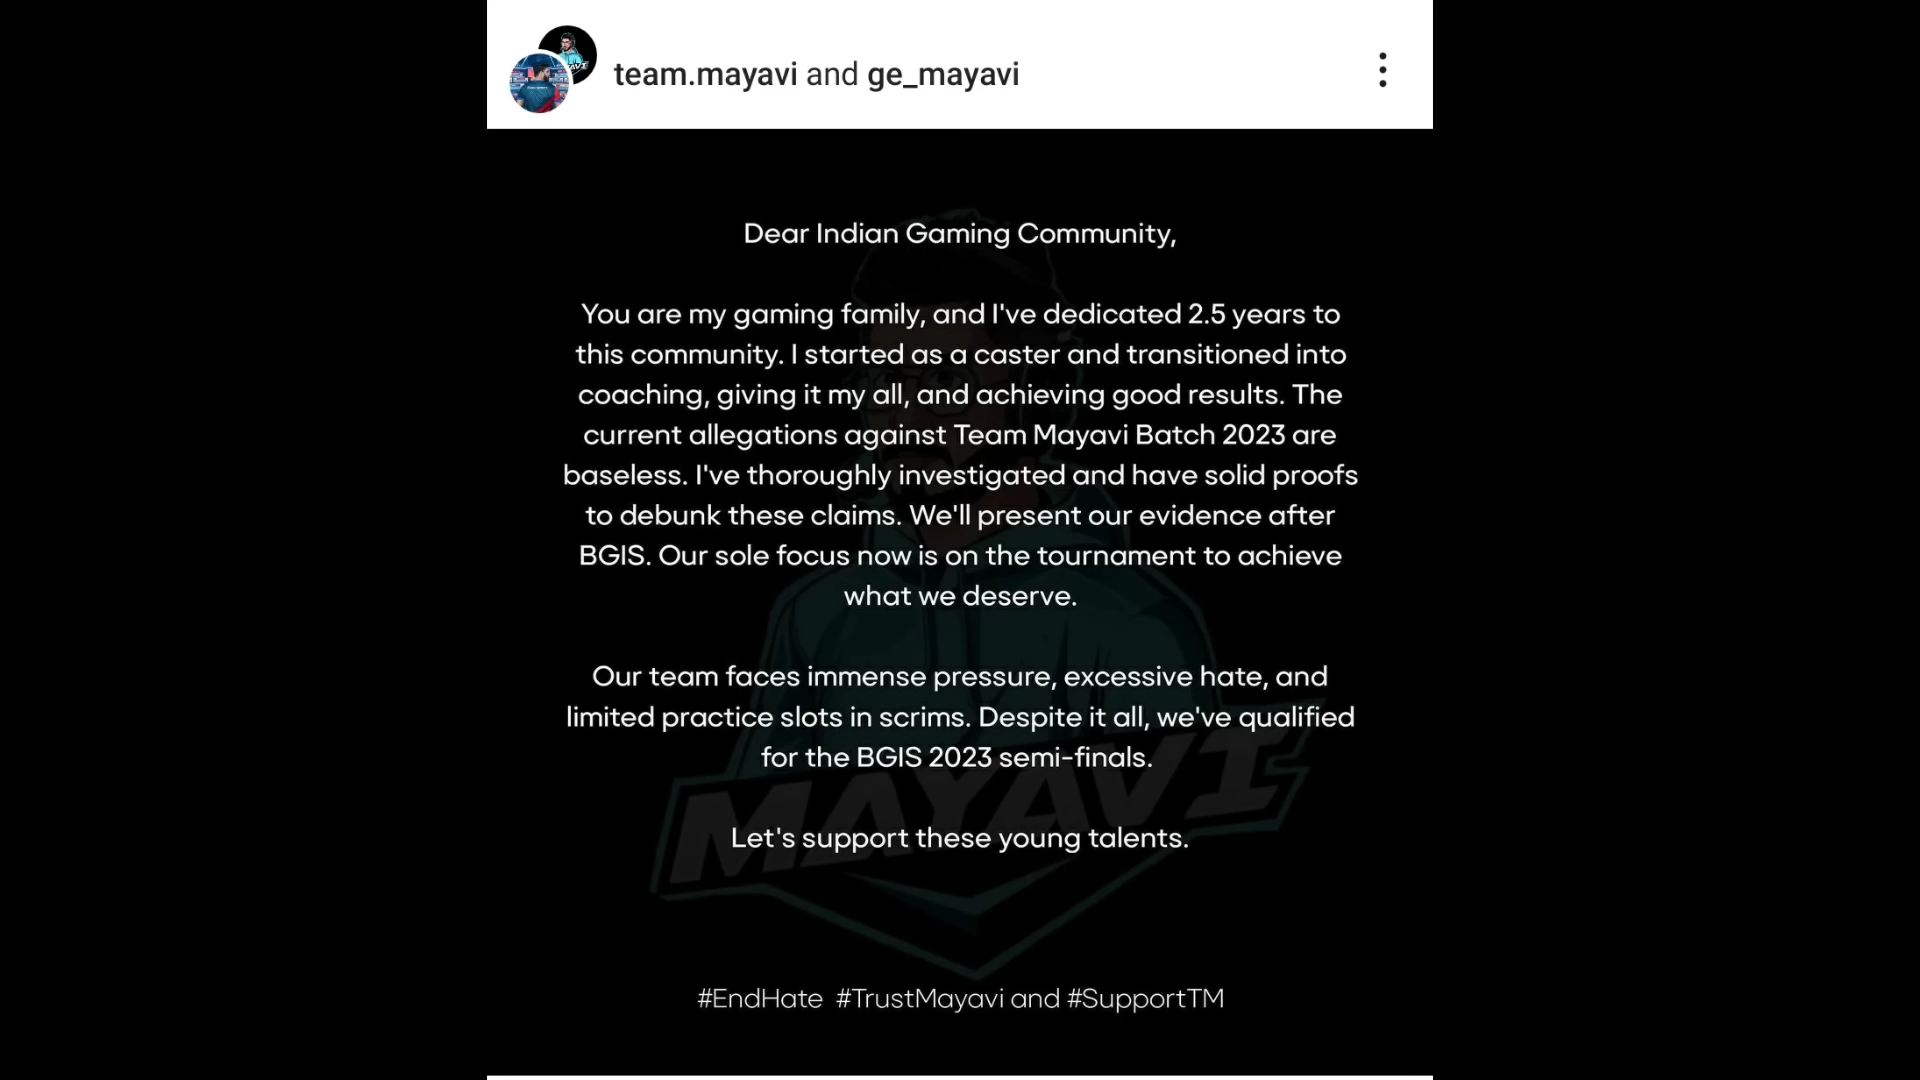 team.mayavi and ge_mayavi
Dear Indian Gaming Community,
You are my gaming family, and I've dedicated 2.5 years to
this community. I started as a caster and transitioned into
coaching, giving it my all, and achieving good results. The
current allegations against Team Mayavi Batch 2023 are
baseless. I've thoroughly investigated and have solid proofs
to debunk these claims. We'll present our evidence after
BGIS. Our sole focus now is on the tournament to achieve
what we deserve.
Our team faces immense pressure, excessive hate, and
limited practice slots in scrims. Despite it all, we've qualified
for the BGIS 2023 semi-finals.
MAYAVI
Let's support these young talents.
#EndHate #TrustMayavi and #SupportTM